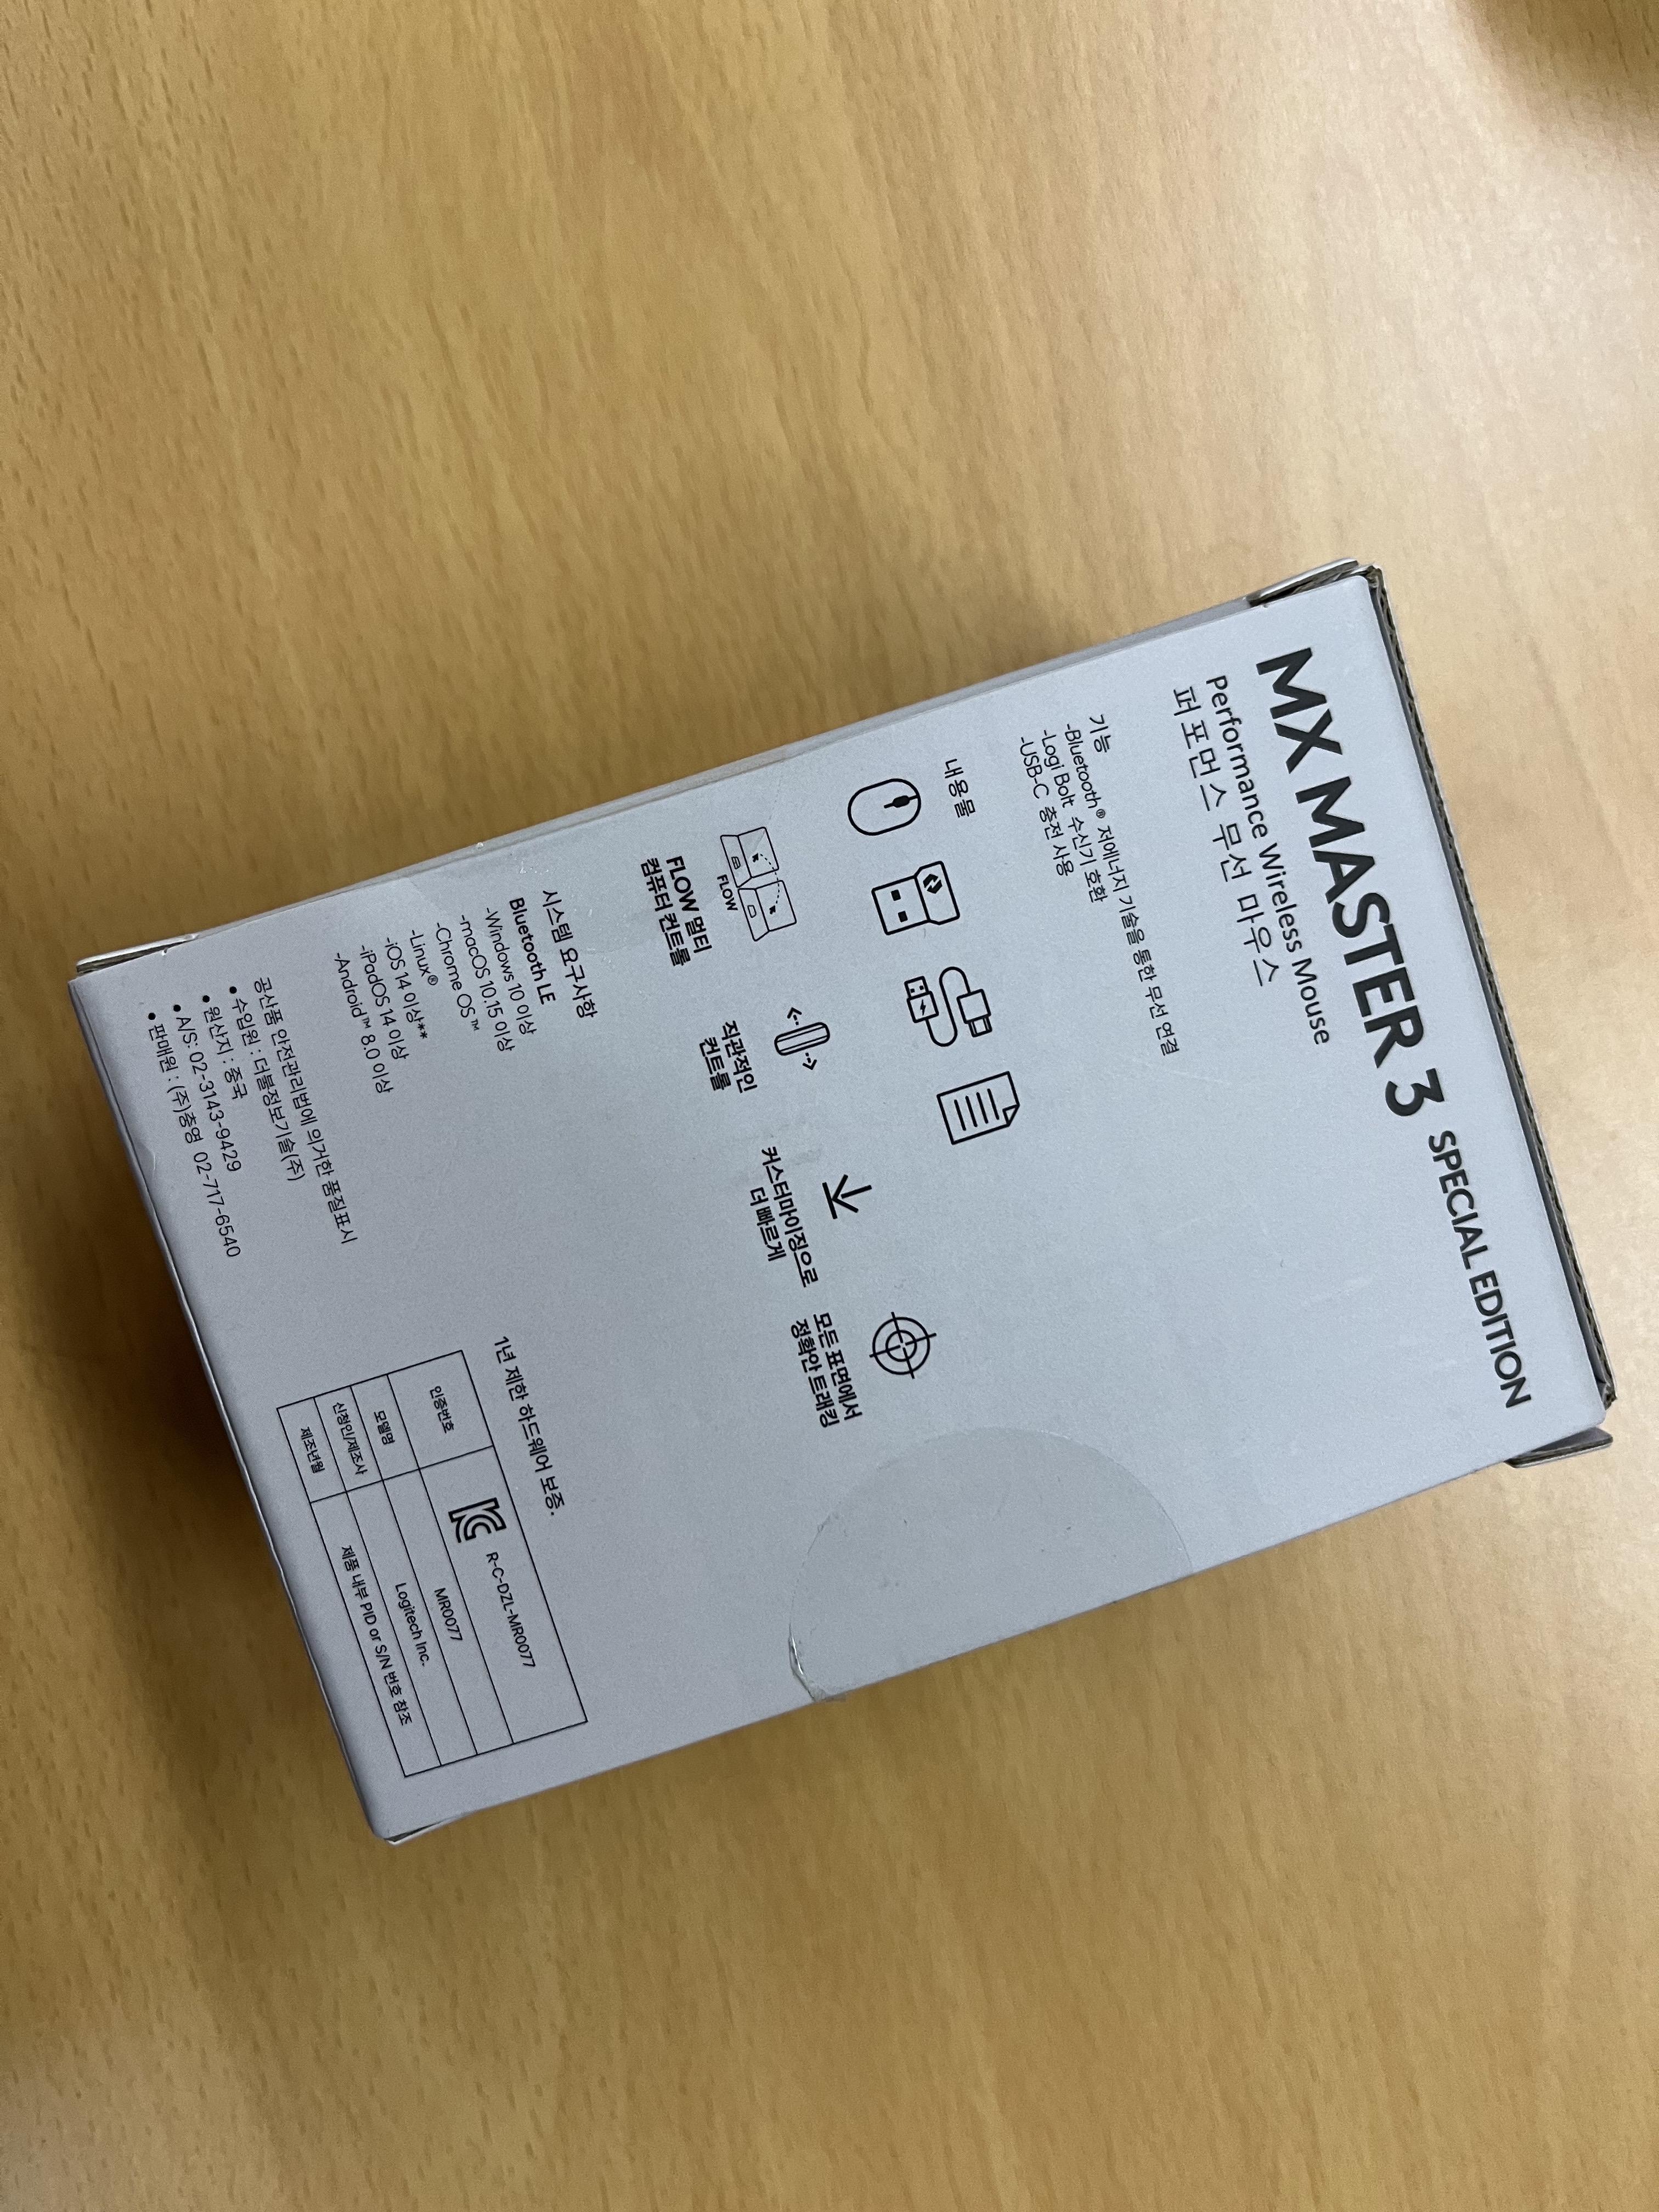 MX MASTER 3 SPECIAL EDITION
Performance Wireless Mouse
퍼포먼스 무선 마우스
기능
-Bluetooth® 저에너지 기술을 통한 무선 연결
-Logi Bolt 수신기 호환
-USB-C 충전 사용
내용물
FLOW
FLOW 멀티
컴퓨터 컨트롤
직관적인
컨트롤
커스터마이징으로
더 빠르게
모든 표면에서
정확안 트래킹
시스템 요구사항
Bluetooth LE
-Windows 10 이상
-macOS 10.15 이상
-Chrome OS™
-Linux®
-iOS 14 이상**
-iPadOS 14 이상
-Android™ 8.0 이상
공산품 안전관리법에 의거한 품질표시
• 수입원 : 더불정보기술(주)
• 원산지 : 중국
• A/S: 02-3143-9429
• 판매원 : (주)총영 02-717-6540
1년 제한 하드웨어 보증.
인증번호 R-C-DZL-MR0077
모델명 MR0077
신청인/제조사 Logitech Inc.
제조년월 제품 내부 PID or S/N 번호 참조